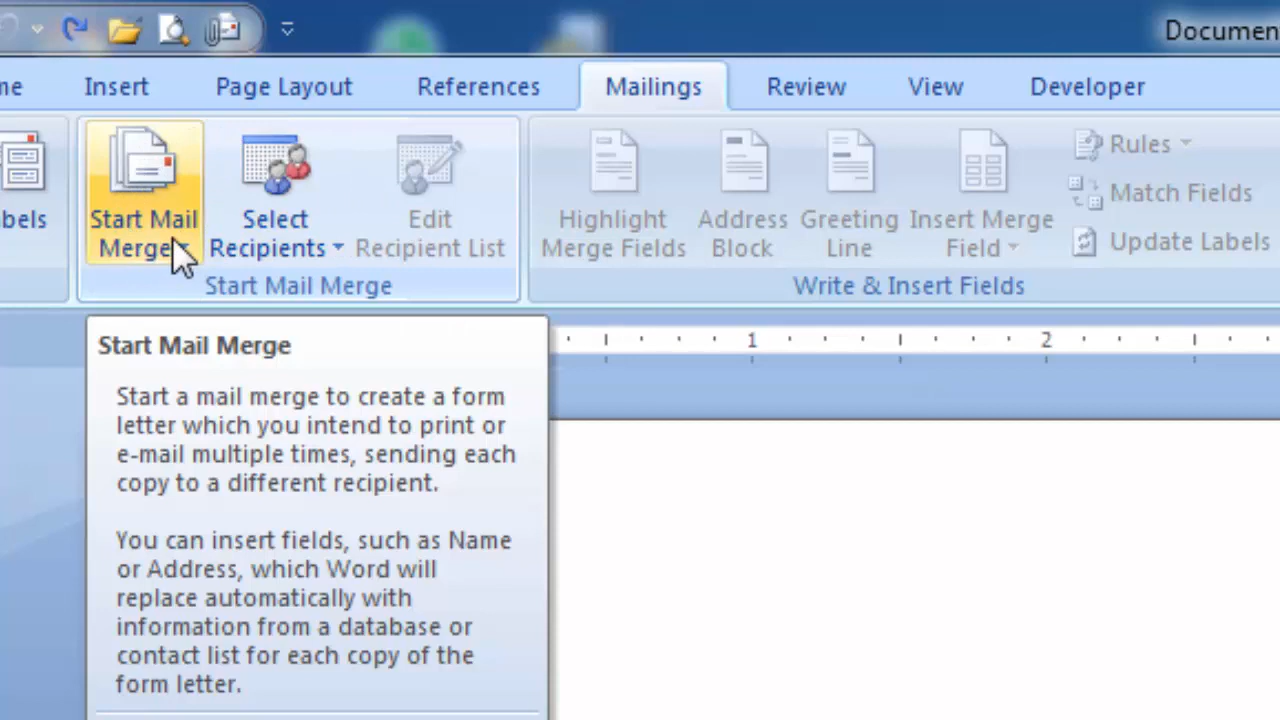 Documen
me Insert Page Layout References Mailings Review View Developer
Start Mail Merge
Select Recipients
Edit Recipient List
Highlight Merge Fields
Address Block
Greeting Line
Insert Merge Field
Rules
Match Fields
Update Labels
bels
Start Mail Merge
Write & Insert Fields
1 2
Start Mail Merge
Start a mail merge to create a form
letter which you intend to print or
e-mail multiple times, sending each
copy to a different recipient.
You can insert fields, such as Name
or Address, which Word will
replace automatically with
information from a database or
contact list for each copy of the
form letter.